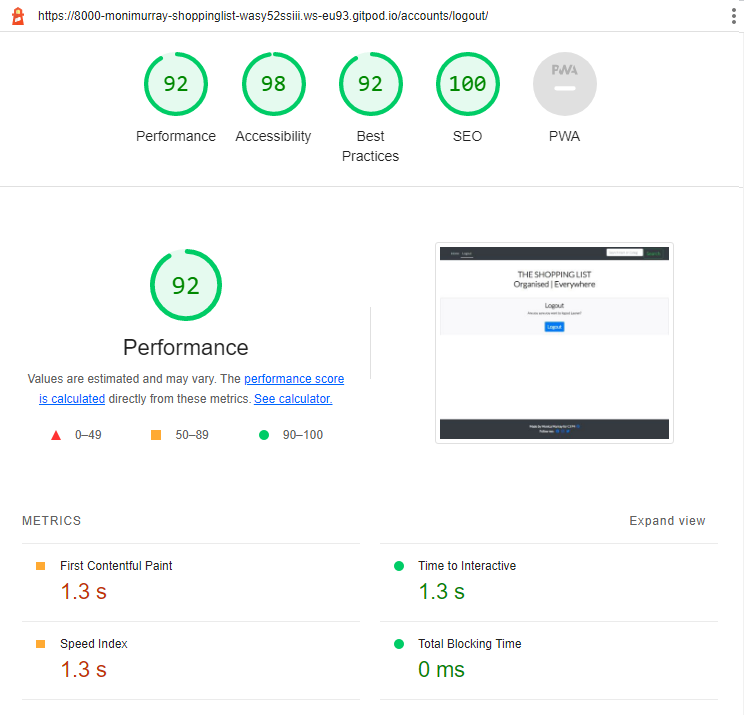 https://8000-monimurray-shoppinglist-wasy52ssiii.ws-eu93.gitpod.io/accounts/logout/
92
98
92
100
PWA
Performance
Accessibility
Best
Practices
SEO
PWA
92
Performance
Values are estimated and may vary. The performance score
is calculated directly from these metrics. See calculator.
0–49
50–89
90–100
Home Logout
Search
THE SHOPPING LIST
Organised | Everywhere
Logout
Are you sure you want to logout
Logout
METRICS
Expand view
First Contentful Paint
1.3 s
Time to Interactive
1.3 s
Speed Index
1.3 s
Total Blocking Time
0 ms